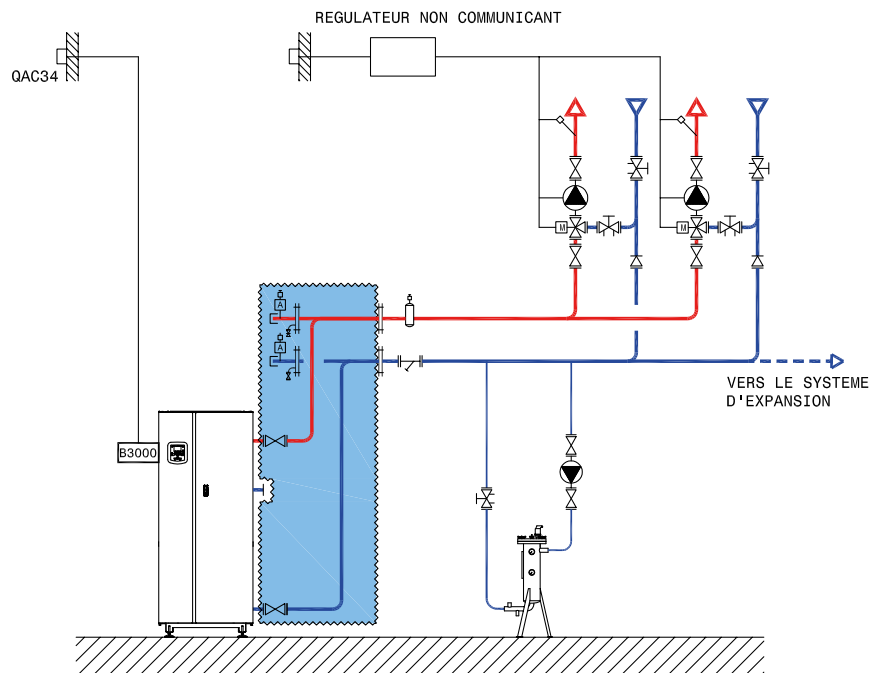 REGULATEUR NON COMMUNICANT
QAC34
M
M
A
A
VERS LE SYSTEME
D'EXPANSION
B3000